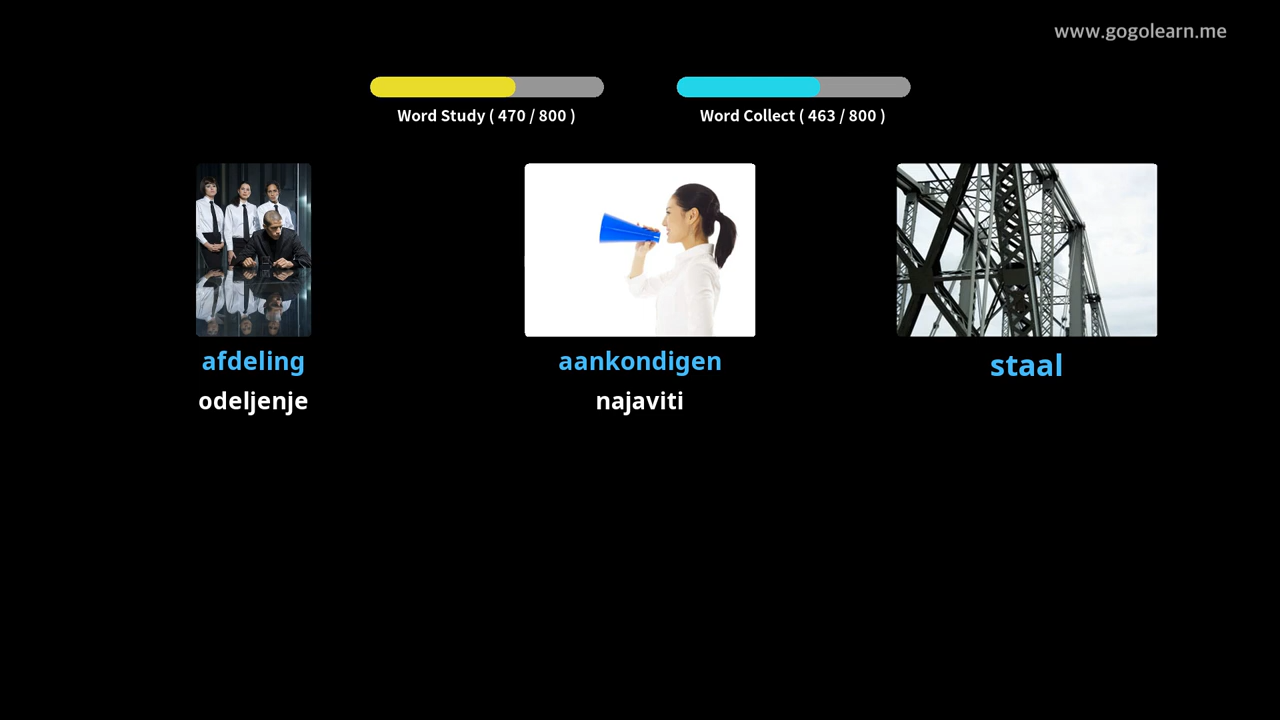 www.gogolearn.me
Word Study ( 470 / 800 )
Word Collect ( 463 / 800 )
afdeling
odeljenje
aankondigen
najaviti
staal